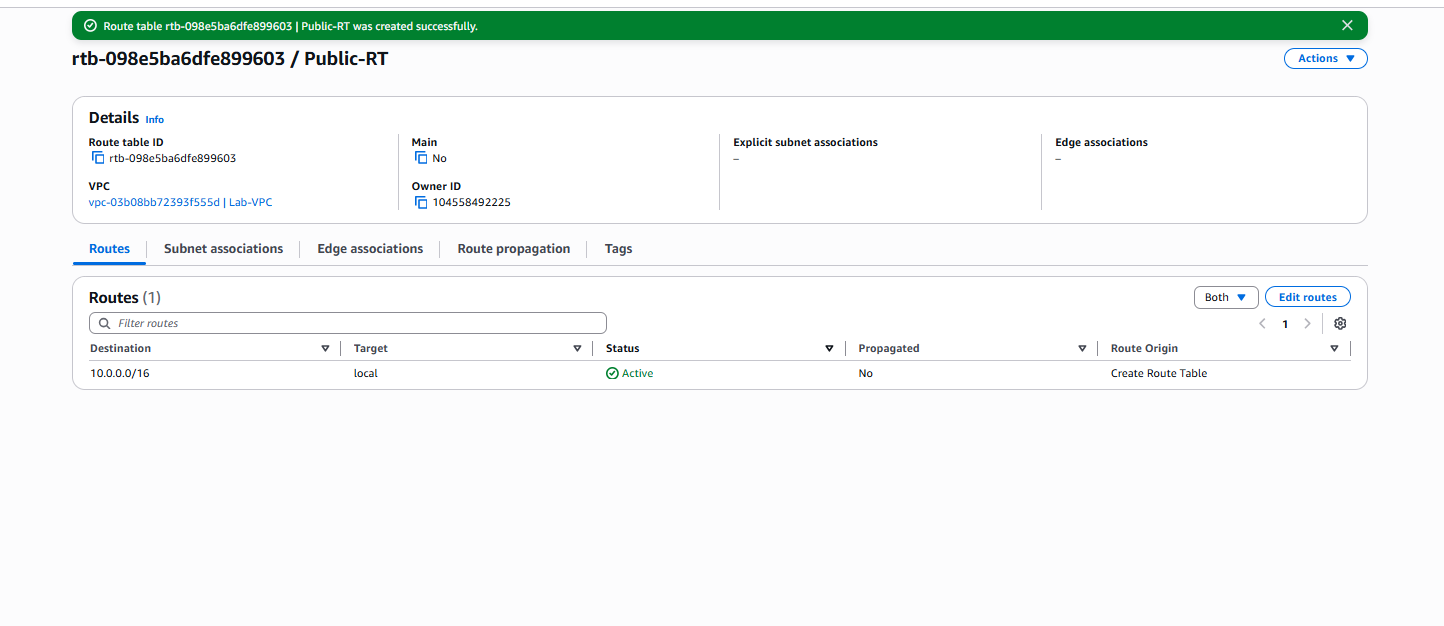 Route table rtb-098e5ba6dfe899603 | Public-RT was created successfully.
rtb-098e5ba6dfe899603 / Public-RT
Actions
Details Info
Route table ID
rtb-098e5ba6dfe899603
VPC
vpc-03b08bb72393f555d | Lab-VPC
Main
No
Owner ID
104558492225
Explicit subnet associations
–
Edge associations
–
Routes Subnet associations Edge associations Route propagation Tags
Routes (1)
Both Edit routes
Filter routes
1
Destination Target Status Propagated Route Origin
10.0.0.0/16 local Active No Create Route Table